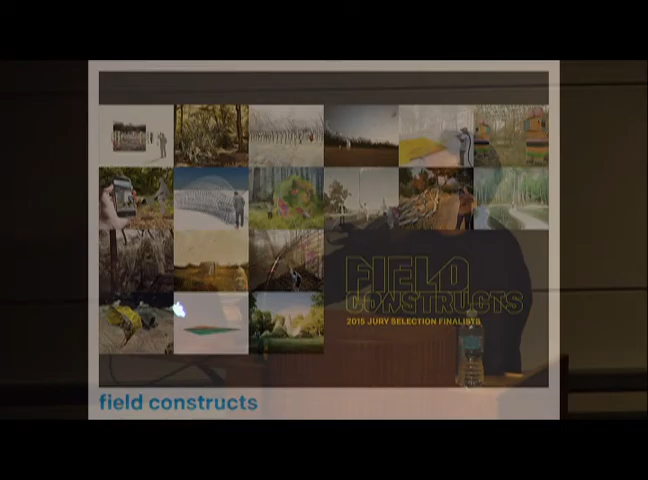 FIELD
CONSTRUCTS
2015 JURY SELECTION FINALISTS
field constructs